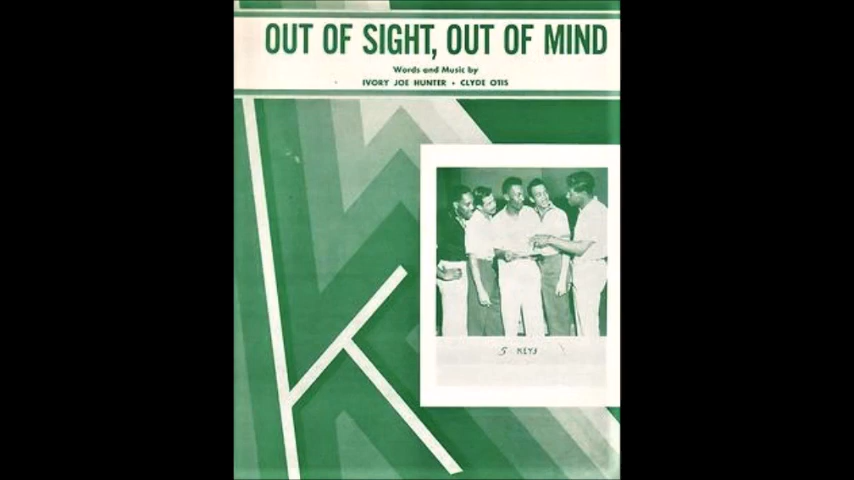 OUT OF SIGHT, OUT OF MIND
Words and Music by
IVORY JOE HUNTER • CLYDE OTIS
5 KEYS